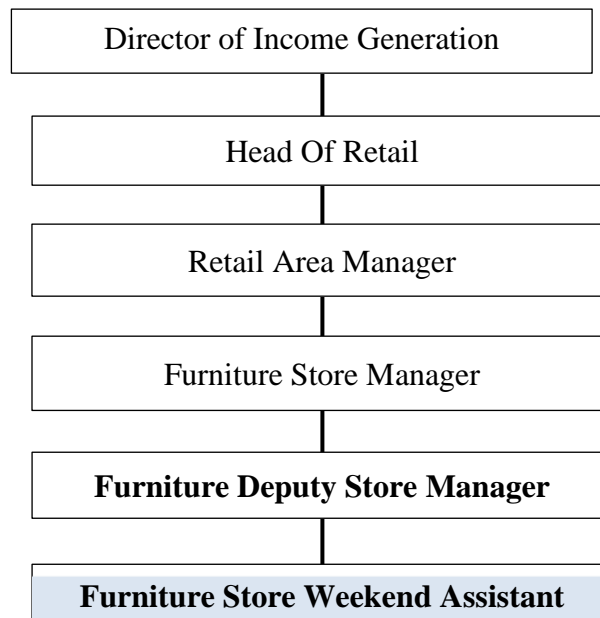 Director of Income Generation
Head Of Retail
Retail Area Manager
Furniture Store Manager
Furniture Deputy Store Manager
Furniture Store Weekend Assistant